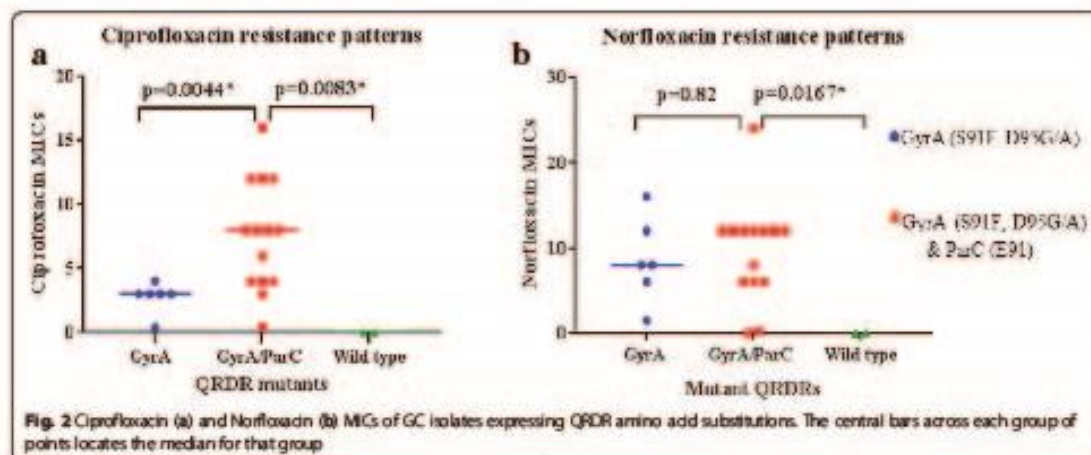 Ciprofloxacin resistance patterns
a
20
p=0.0044*
p=0.0083*
15
10
5
0
Ciprofloxacin MICs
GyrA
GyrA/ParC
Wild type
QRDR mutants
Norfloxacin resistance patterns
b
30
p=0.82
p=0.0167*
20
10
0
Norfloxacin MICs
GyrA
GyrA/ParC
Wild type
Mutant QRDRs
GyrA (S91F, D95G/A)
GyrA (S91F, D95G/A)
& ParC (E91)
Fig. 2 Ciprofloxacin (a) and Norfloxacin (b) MICs of GC isolates expressing QRDR amino acid substitutions. The central bars across each group of
points locates the median for that group